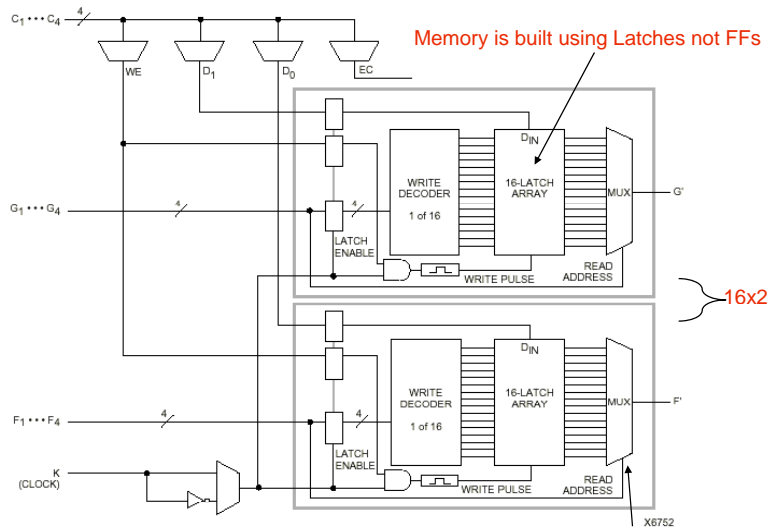 C1 ••• C4
4
Memory is built using Latches not FFs
WE
D1
D0
EC
DIN
WRITE
DECODER
1 of 16
16-LATCH
ARRAY
MUX
G'
G1 ••• G4
4
4
LATCH
ENABLE
WRITE PULSE
READ
ADDRESS
16x2
DIN
WRITE
DECODER
1 of 16
16-LATCH
ARRAY
MUX
F'
F1 ••• F4
4
4
LATCH
ENABLE
K
(CLOCK)
WRITE PULSE
READ
ADDRESS
X6752